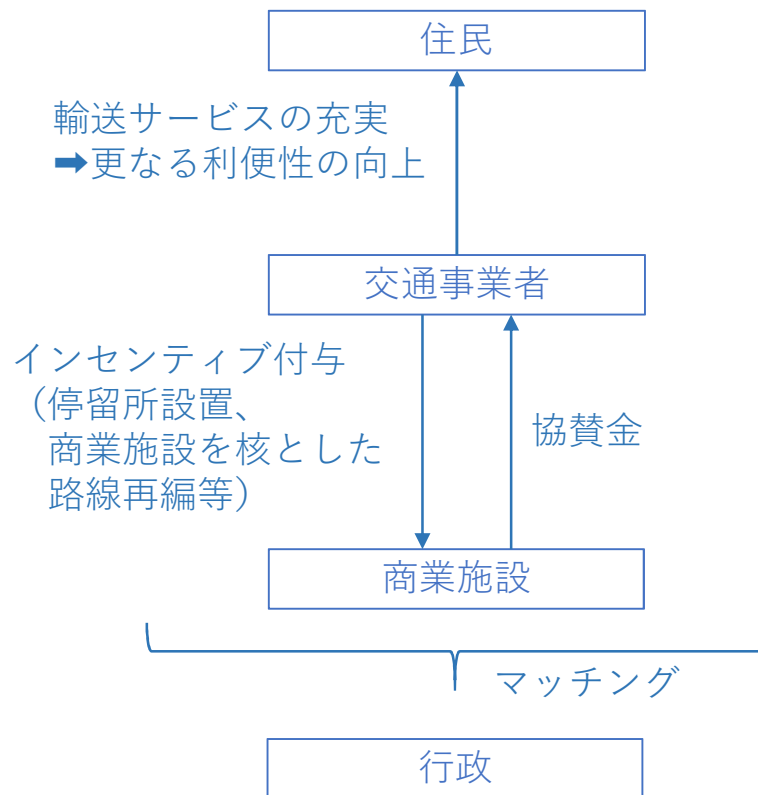 住民
輸送サービスの充実
➡更なる利便性の向上
交通事業者
インセンティブ付与
（停留所設置、
商業施設を核とした
路線再編等）
協賛金
商業施設
マッチング
行政